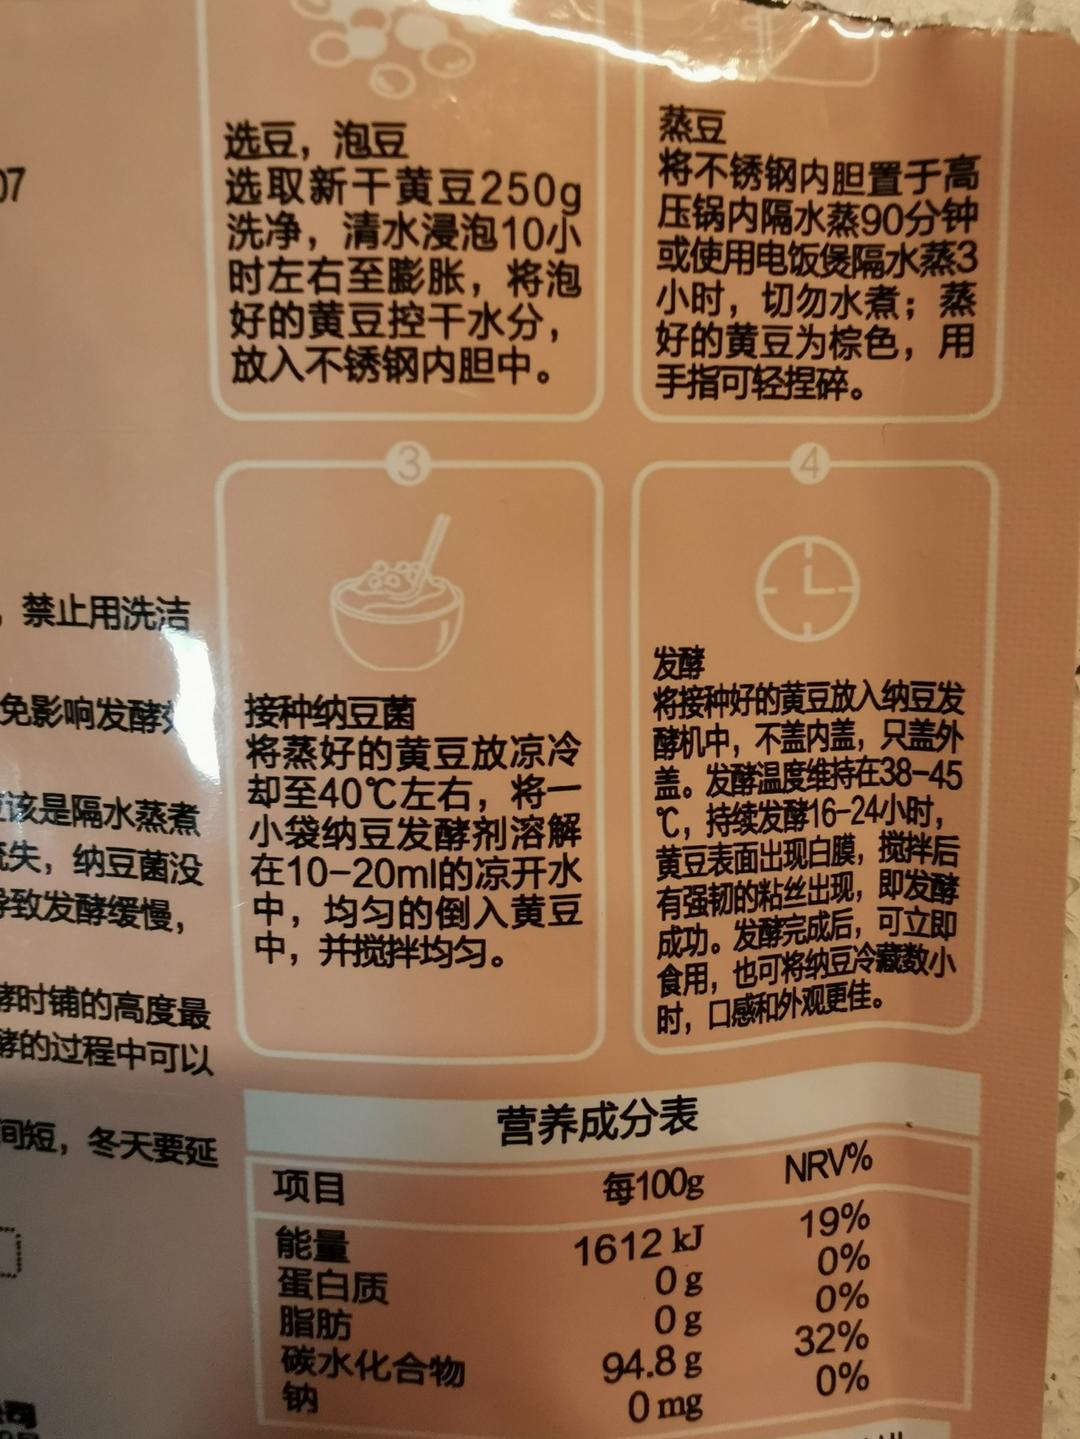 07
选豆，泡豆
选取新干黄豆250g
洗净，清水浸泡10小
时左右至膨胀，将泡
好的黄豆控干水分，
放入不锈钢内胆中。
蒸豆
将不锈钢内胆置于高
压锅内隔水蒸90分钟
或使用电饭煲隔水蒸3
小时，切勿水煮；蒸
好的黄豆为棕色，用
手指可轻捏碎。
，禁止用洗洁
免影响发酵
该是隔水蒸煮
失，纳豆菌没
导致发酵缓慢，
酵时铺的高度最
酵的过程中可以
间短，冬天要延
3
接种纳豆菌
将蒸好的黄豆放凉冷
却至40℃左右，将一
小袋纳豆发酵剂溶解
在10-20ml的凉开水
中，均匀的倒入黄豆
中，并搅拌均匀。
4
发酵
将接种好的黄豆放入纳豆发
酵机中，不盖内盖，只盖外
盖。发酵温度维持在38-45
℃，持续发酵16-24小时，
黄豆表面出现白膜，搅拌后
有强韧的粘丝出现，即发酵
成功。发酵完成后，可立即
食用，也可将纳豆冷藏数小
时，口感和外观更佳。
营养成分表
项目 每100g NRV%
能量 1612 kJ 19%
蛋白质 0 g 0%
脂肪 0 g 0%
碳水化合物 94.8 g 32%
钠 0 mg 0%
司